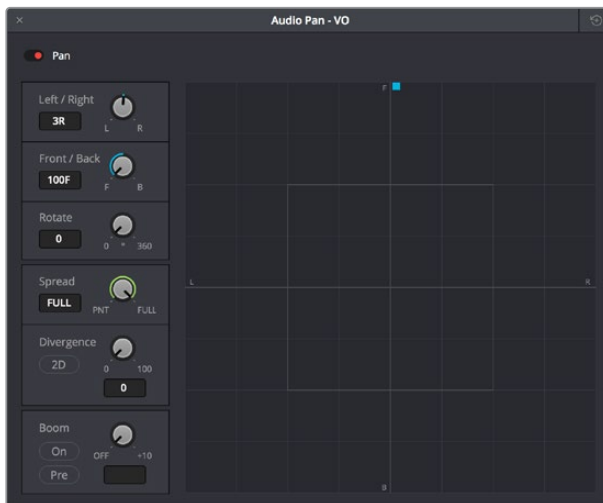 × Audio Pan - VO
Pan
Left / Right
3R
L R
Front / Back
100F
F B
Rotate
0
0 ° 360
Spread
FULL
PNT FULL
Divergence
2D
0 100
0
Boom
On
OFF +10
Pre
F
L R
B